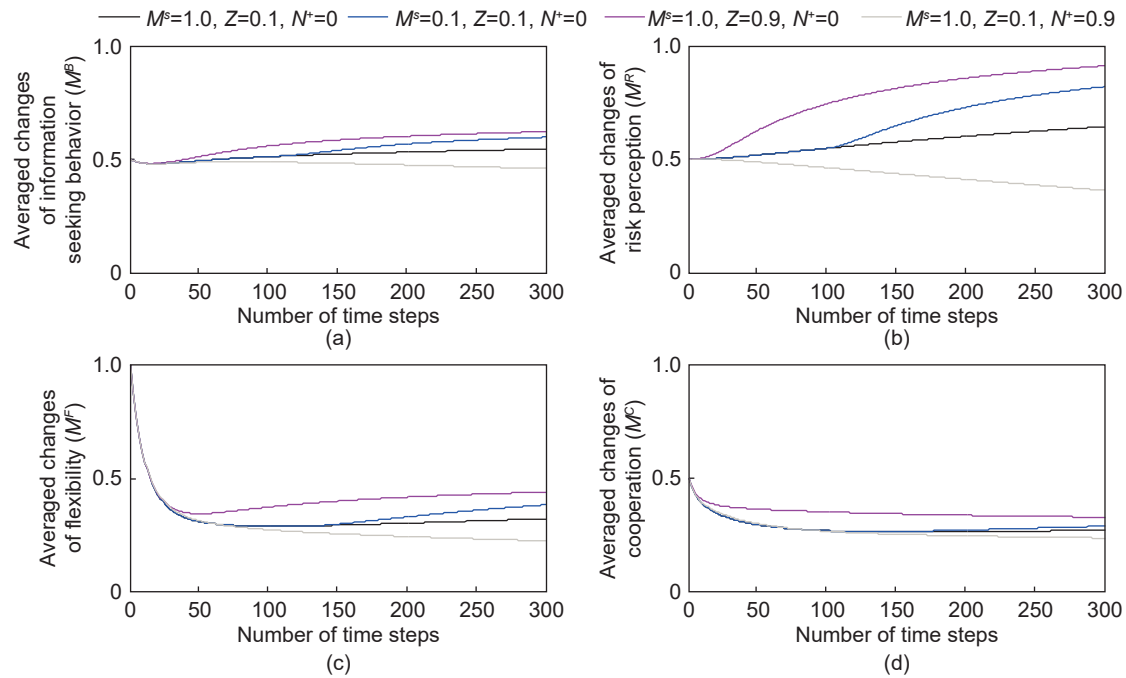 Mˢ=1.0, Z=0.1, N⁺=0 Mˢ=0.1, Z=0.1, N⁺=0 Mˢ=1.0, Z=0.9, N⁺=0 Mˢ=1.0, Z=0.1, N⁺=0.9
Averaged changes
of information
seeking behavior (Mᴮ)
1.0
0.5
0
0 50 100 150 200 250 300
Number of time steps
(a)
Averaged changes of
risk perception (Mᴿ)
1.0
0.5
0
0 50 100 150 200 250 300
Number of time steps
(b)
Averaged changes
of flexibility (Mᶠ)
1.0
0.5
0
0 50 100 150 200 250 300
Number of time steps
(c)
Averaged changes of
cooperation (Mᶜ)
1.0
0.5
0
0 50 100 150 200 250 300
Number of time steps
(d)